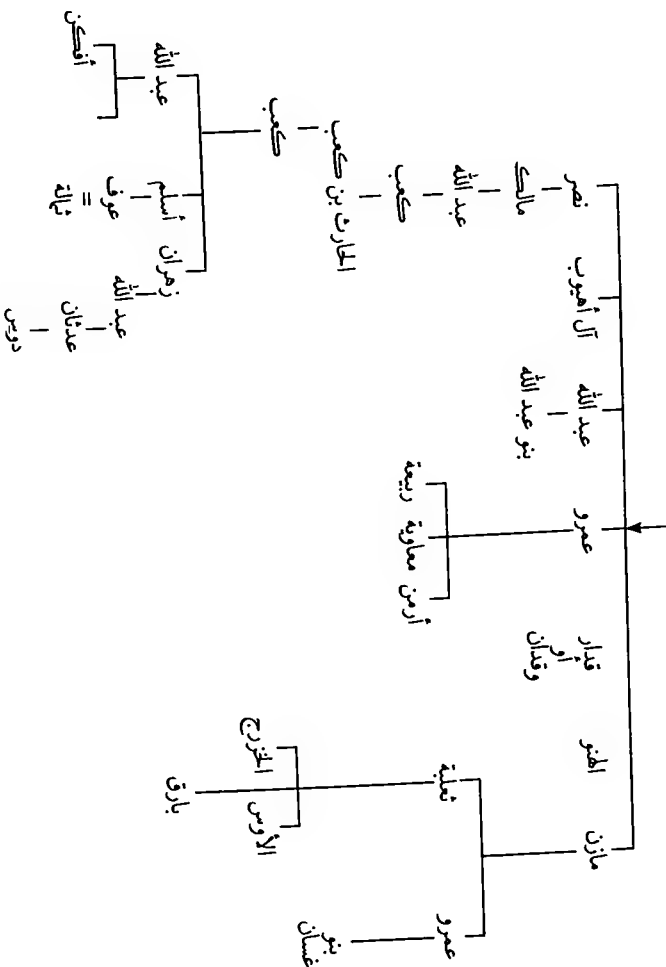 مازن
الهنو
قدار
أو
وقدان
عمرو
عبد الله
آل أهيوب
نصر
عمرو
ثعلبة
بنو
غسان
الأوس
الخزرج
بارق
أرمن
معاوية
ربيعة
بنو عبد الله
مالك
عبد الله
كعب
الحارث بن كعب
كعب
زهران
أسلم
عبد الله
عبد الله
عدثان
دوس
عوف = ثمالة
أفكن